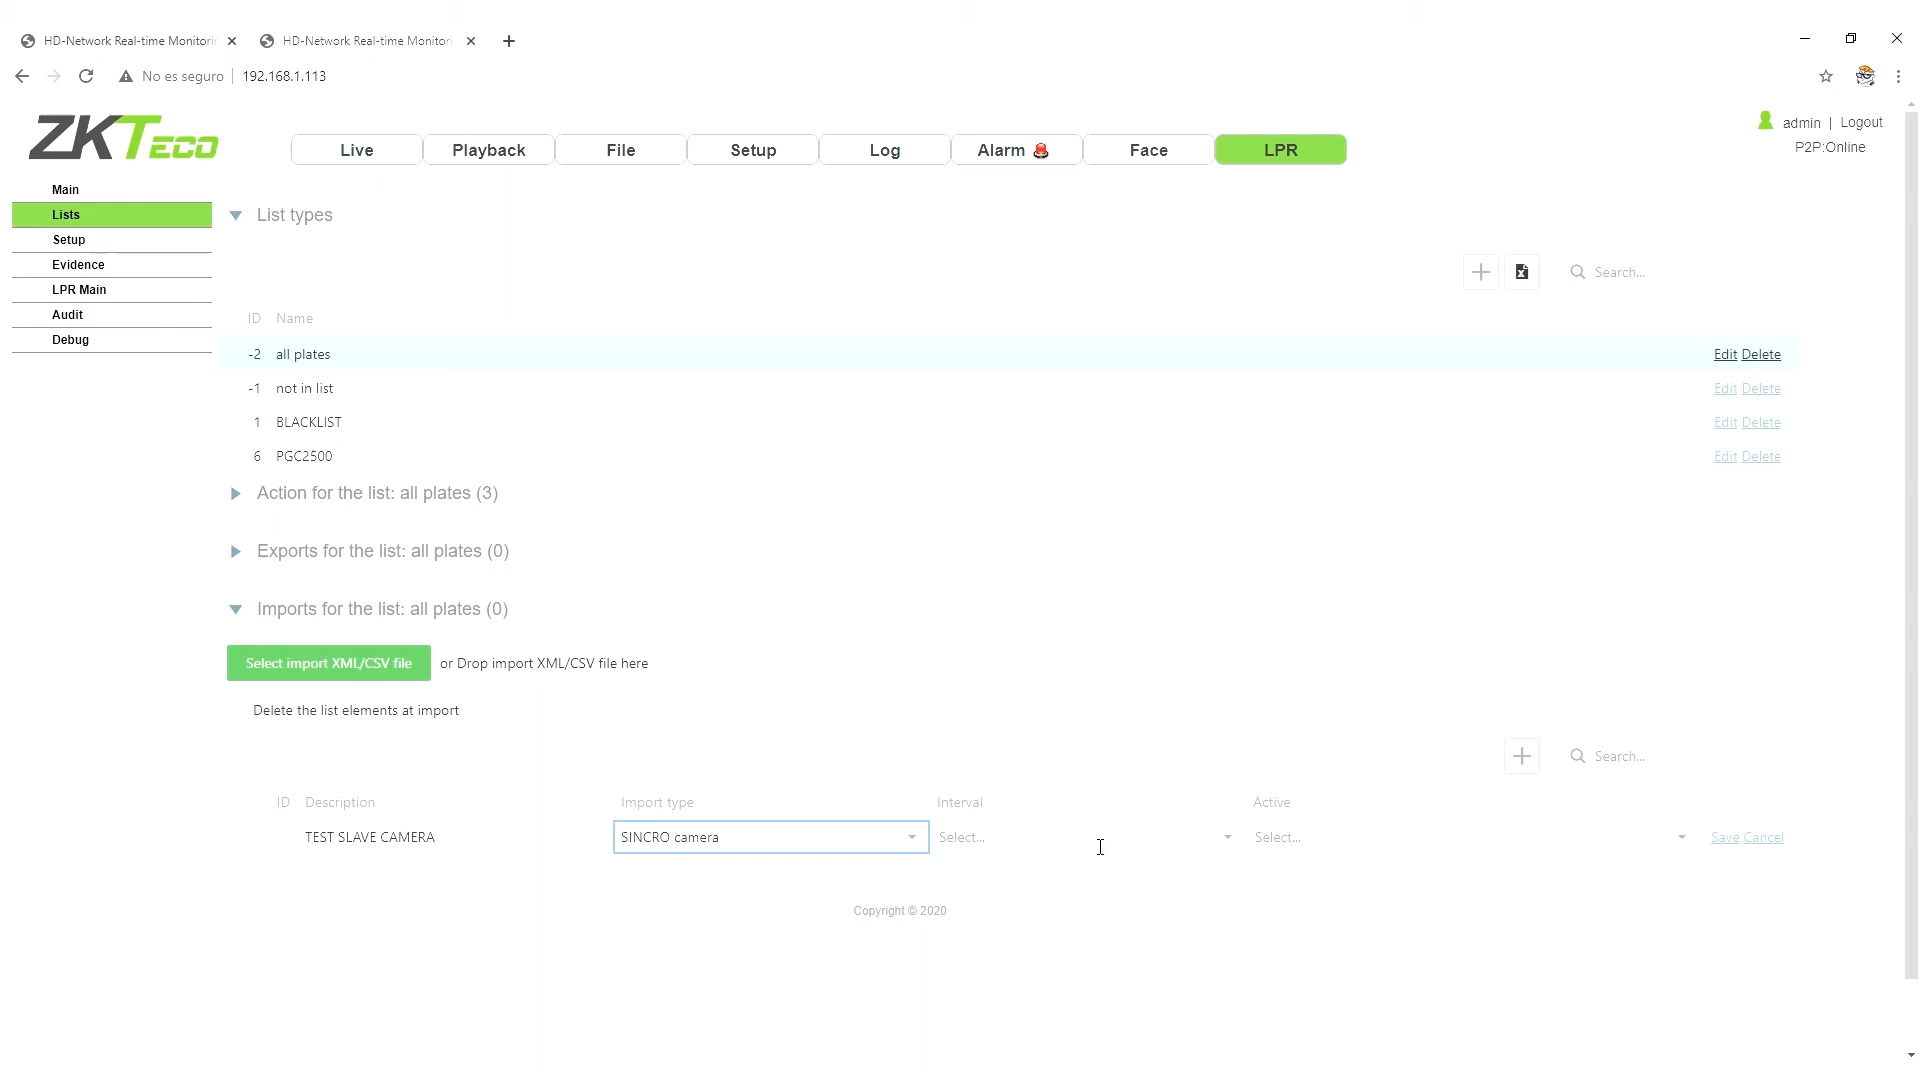 HD-Network Real-time Monitorin
HD-Network Real-time Monitori
No es seguro
192.168.1.113
ZKTECO
Live
Playback
File
Setup
Log
Alarm
Face
LPR
admin | Logout
P2P:Online
Main
Lists
Setup
Evidence
LPR Main
Audit
Debug
List types
Search...
ID Name
-2 all plates Edit Delete
-1 not in list Edit Delete
1 BLACKLIST Edit Delete
6 PGC2500 Edit Delete
Action for the list: all plates (3)
Exports for the list: all plates (0)
Imports for the list: all plates (0)
Select import XML/CSV file or Drop import XML/CSV file here
Delete the list elements at import
Search...
ID Description Import type Interval Active
TEST SLAVE CAMERA SINCRO camera Select... Select... Save Cancel
Copyright © 2020